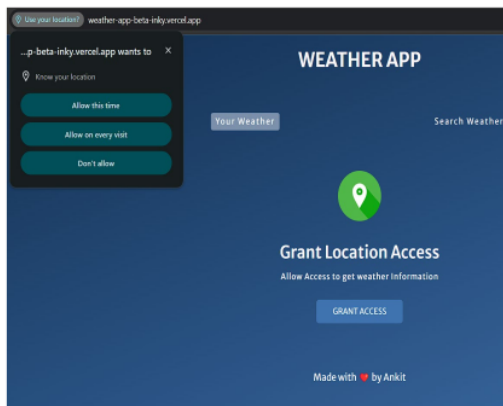 Use your location?
weather-app-beta-inky.vercel.app
...p-beta-inky.vercel.app wants to
Know your location
Allow this time
Allow on every visit
Don't allow
WEATHER APP
Your Weather
Search Weather
Grant Location Access
Allow Access to get weather Information
GRANT ACCESS
Made with ❤️ by Ankit